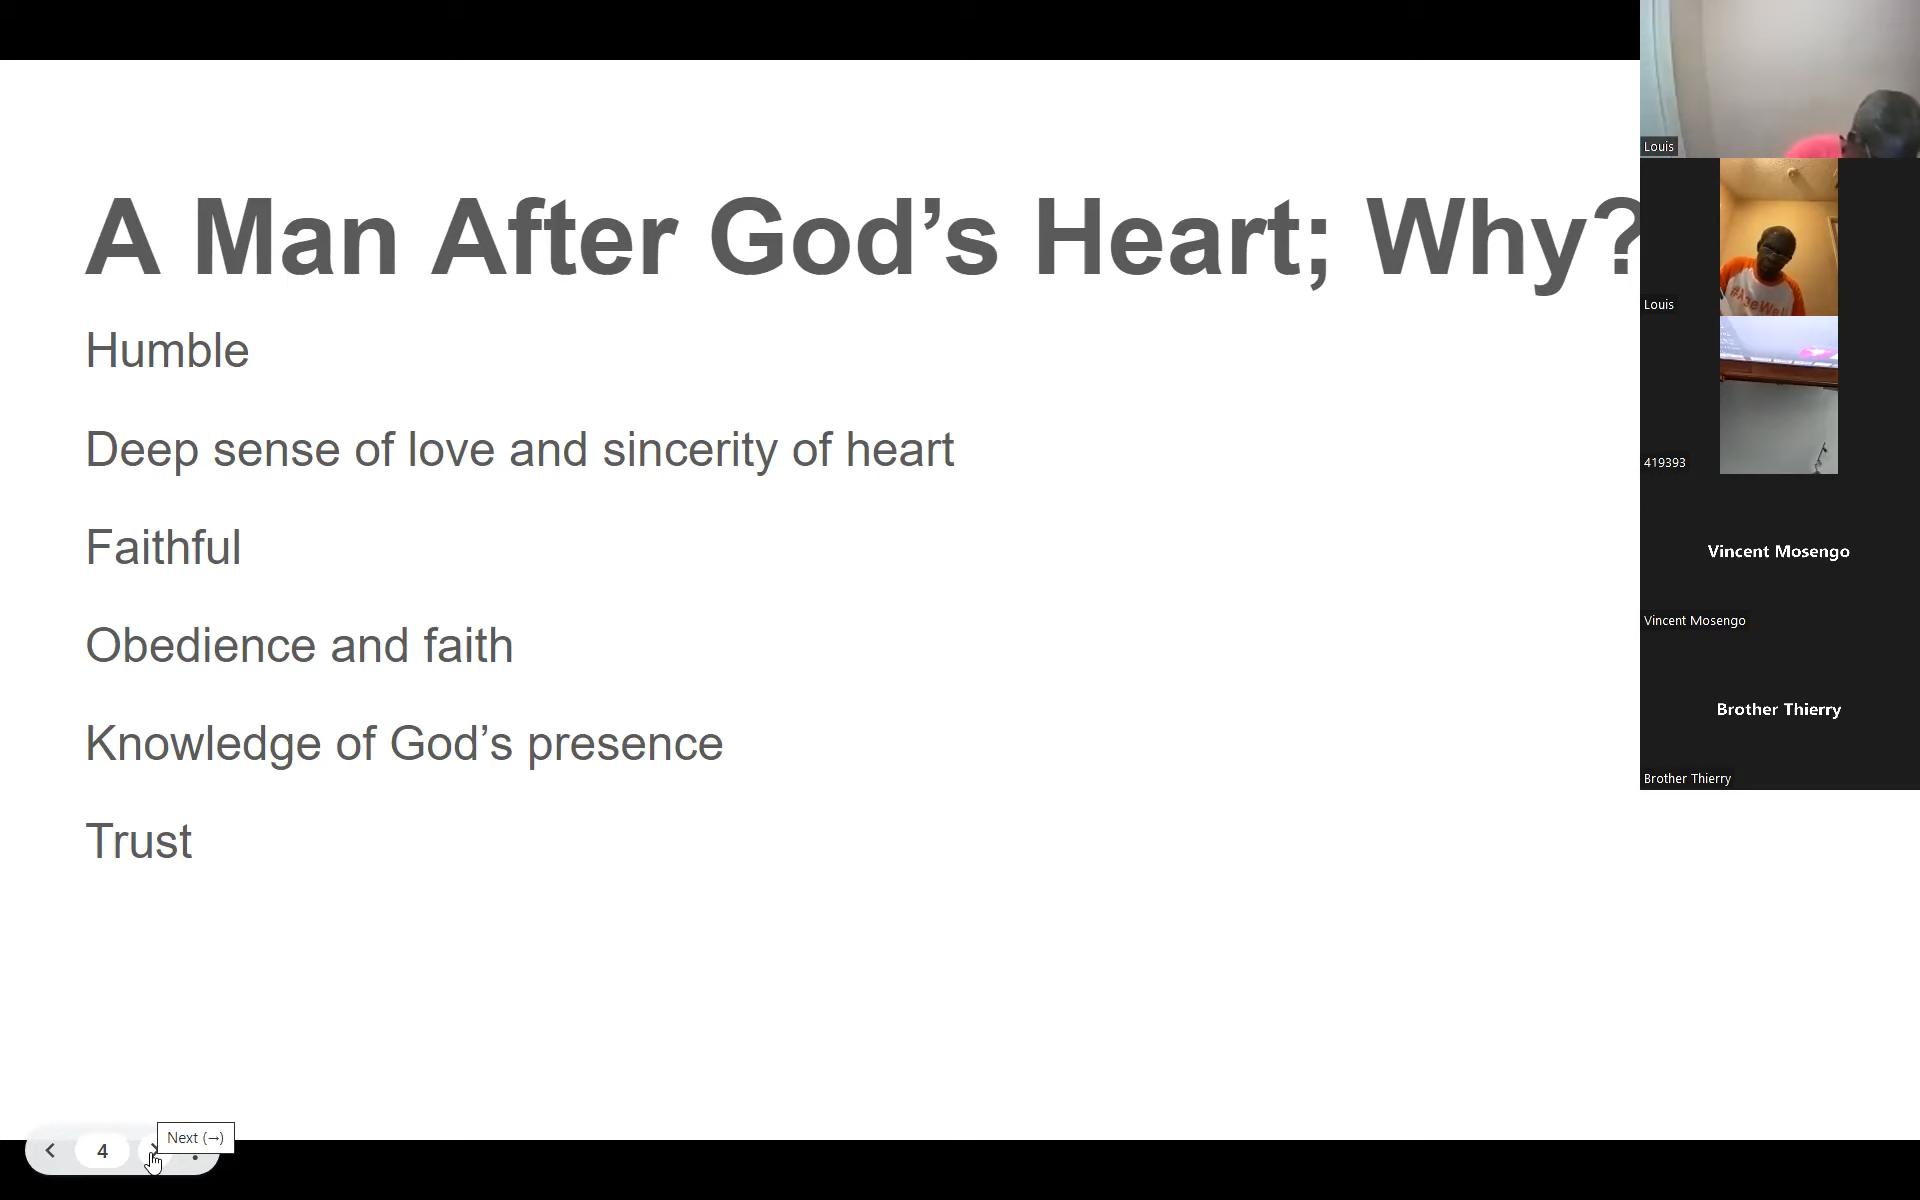 A Man After God’s Heart; Why?
Humble
Deep sense of love and sincerity of heart
Faithful
Obedience and faith
Knowledge of God’s presence
Trust
Louis
Louis
419393
Vincent Mosengo
Vincent Mosengo
Brother Thierry
Brother Thierry
4
Next (→)